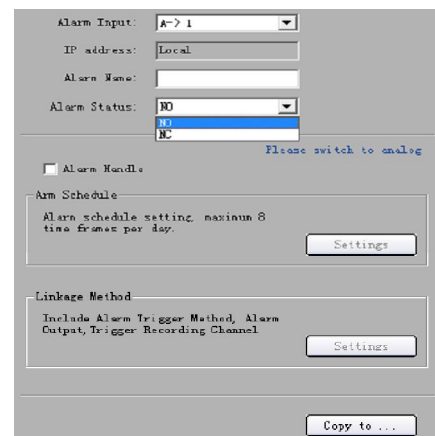 Alarm Input: A-> 1
IP address: Local
Alarm Name:
Alarm Status: NO
NO
NC
Please switch to analog
Alarm Handle
Arm Schedule
Alarm schedule setting, maximum 8
time frames per day.
Settings
Linkage Method
Include Alarm Trigger Method, Alarm
Output, Trigger Recording Channel
Settings
Copy to ...